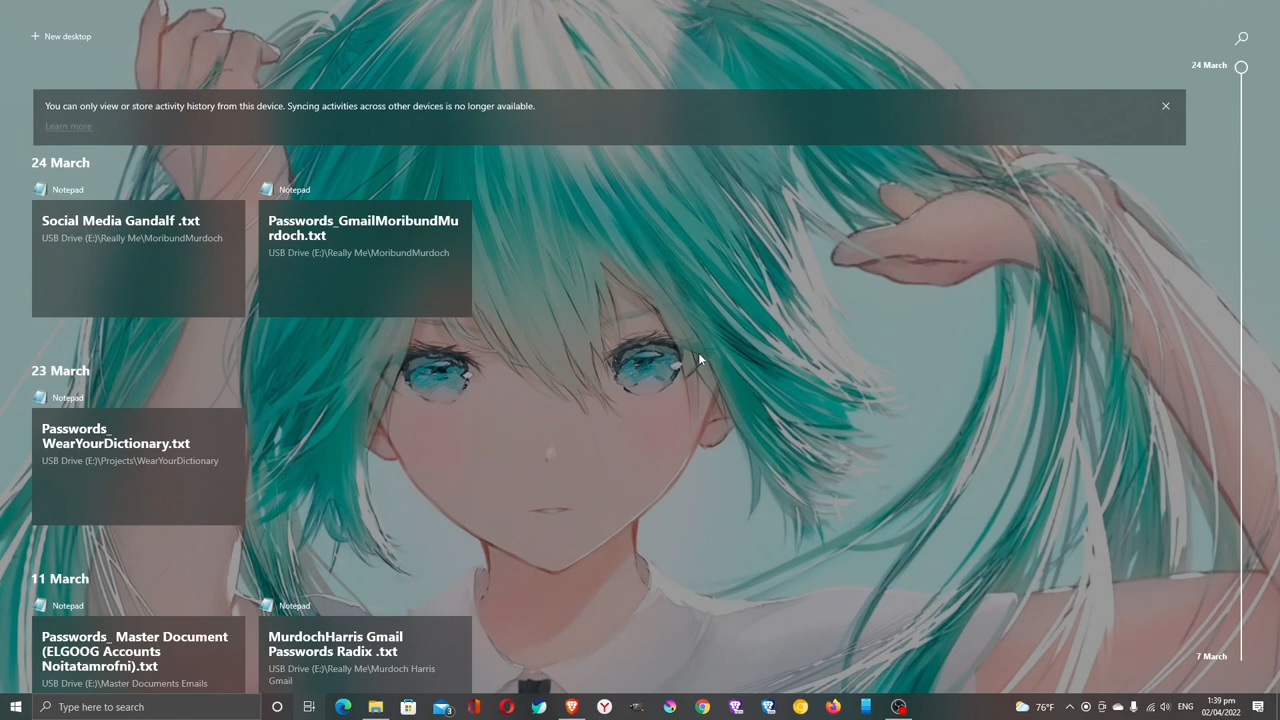 New desktop
24 March
You can only view or store activity history from this device. Syncing activities across other devices is no longer available.
Learn more
24 March
Notepad
Social Media Gandalf .txt
USB Drive (E:)\Really Me\MoribundMurdoch
Notepad
Passwords_GmailMoribundMu
rdoch.txt
USB Drive (E:)\Really Me\MoribundMurdoch
23 March
Notepad
Passwords_
WearYourDictionary.txt
USB Drive (E:)\Projects\WearYourDictionary
11 March
Notepad
Passwords_ Master Document
(ELGOOG Accounts
Noitatamrofni).txt
USB Drive (E:)\Master Documents Emails
Notepad
MurdochHarris Gmail
Passwords Radix .txt
USB Drive (E:)\Really Me\Murdoch Harris
Gmail
7 March
Type here to search
3
76°F
ENG
1:39 pm
02/04/2022